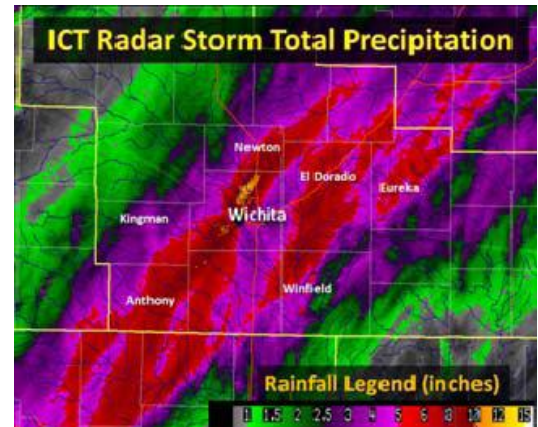 ICT Radar Storm Total Precipitation
Newton
El Dorado
Eureka
Kingman
Wichita
Anthony
Winfield
Rainfall Legend (inches)
1 1.5 2 2.5 3 4 5 6 8 10 12 15